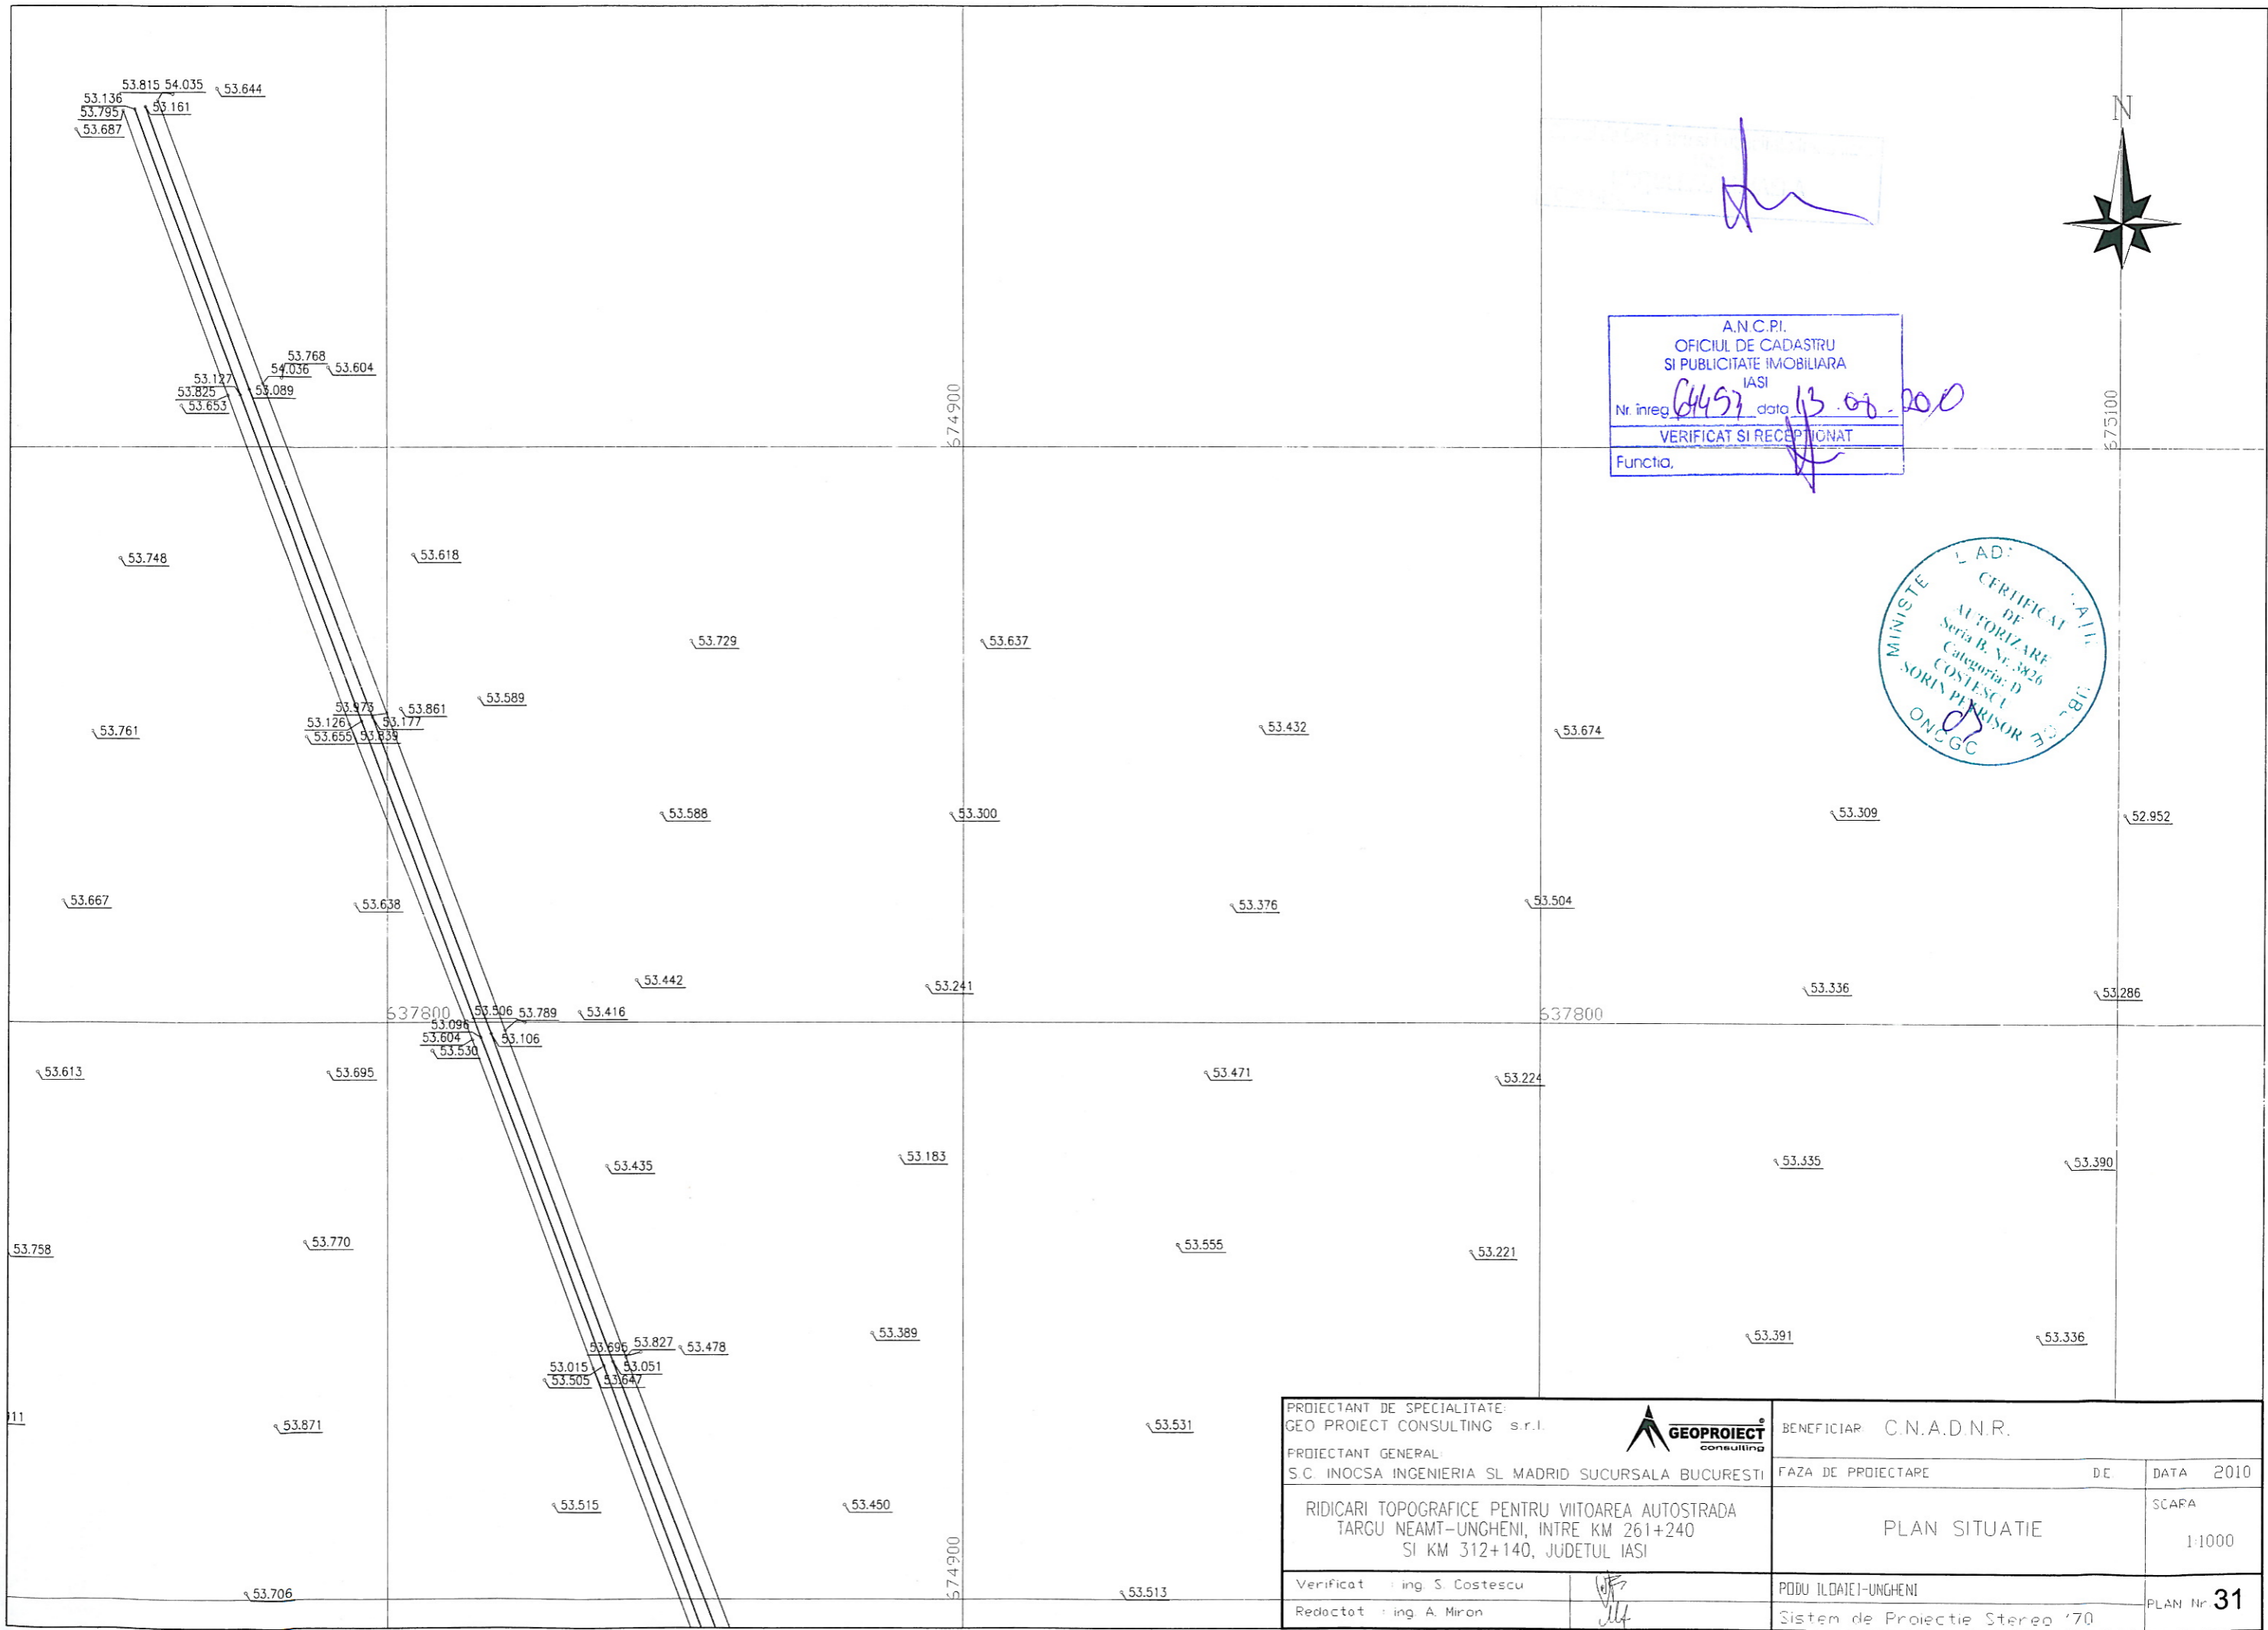 53.815 54.035 53.644
53.136
53.161
53.795
53.687
N
A.N.C.P.I.
OFICIUL DE CADASTRU
SI PUBLICITATE IMOBILIARA
IASI
Nr. înreg data
VERIFICAT SI RECEPTIONAT
Functia,
53.768
54.036 53.604
53.127
53.825 53.089
53.653
674900
675100
53.748
53.618
MINISTE
CERTIFICAT
DE
AUTORIZARE
Seria B. Nr. 3826
Categoria: D
COSTESCU
SORIN PETRISOR
ONCGC
53.729
53.637
53.589
53.973 53.861
53.126 53.177
53.655 53.839
53.761
53.432
53.674
53.588
53.300
53.309
52.952
53.667
53.638
53.376
53.504
53.442
53.241
53.336
53.286
637800
53.506 53.789 53.416
637800
53.096
53.604 53.106
53.530
53.613
53.695
53.471
53.224
53.435
53.183
53.335
53.390
53.758
53.770
53.555
53.221
53.389
53.391
53.336
53.695 53.827 53.478
53.015 53.051
53.505 53.647
11
53.871
53.531
53.515
53.450
674900
53.706
53.513
PROIECTANT DE SPECIALITATE:
GEO PROIECT CONSULTING s.r.l.
GEOPROIECT
consulting
PROIECTANT GENERAL:
S.C. INOCSA INGENIERIA SL MADRID SUCURSALA BUCURESTI
BENEFICIAR C.N.A.D.N.R.
FAZA DE PROIECTARE D.E. DATA 2010
RIDICARI TOPOGRAFICE PENTRU VIITOAREA AUTOSTRADA
TARGU NEAMT-UNGHENI, INTRE KM 261+240
SI KM 312+140, JUDETUL IASI
PLAN SITUATIE
SCARA
1:1000
Verificat : ing. S. Costescu
Redactat : ing. A. Miron
PODU ILOAIEI-UNGHENI
Sistem de Proiectie Stereo '70
PLAN Nr. 31